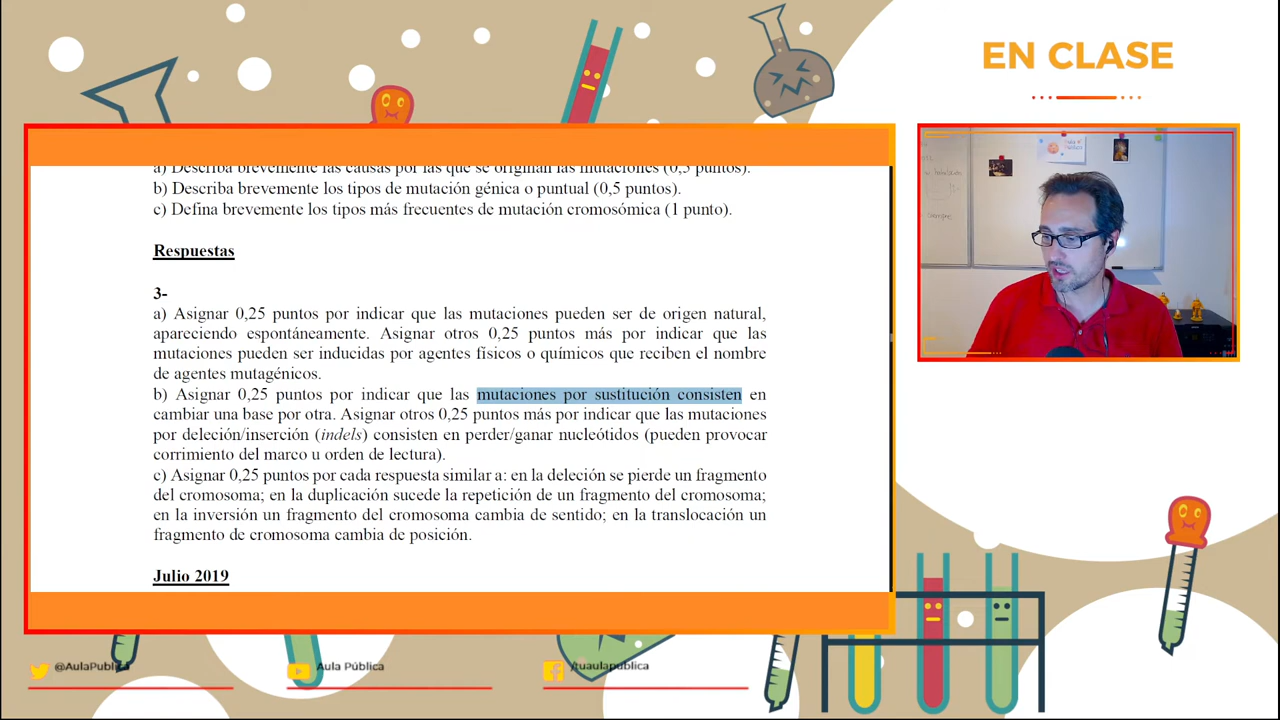 EN CLASE
a) Describa brevemente las causas por las que se originan las mutaciones (0,5 puntos).
b) Describa brevemente los tipos de mutación génica o puntual (0,5 puntos).
c) Defina brevemente los tipos más frecuentes de mutación cromosómica (1 punto).
Respuestas
3-
a) Asignar 0,25 puntos por indicar que las mutaciones pueden ser de origen natural,
apareciendo espontáneamente. Asignar otros 0,25 puntos más por indicar que las
mutaciones pueden ser inducidas por agentes físicos o químicos que reciben el nombre
de agentes mutagénicos.
b) Asignar 0,25 puntos por indicar que las mutaciones por sustitución consisten en
cambiar una base por otra. Asignar otros 0,25 puntos más por indicar que las mutaciones
por deleción/inserción (indels) consisten en perder/ganar nucleótidos (pueden provocar
corrimiento del marco u orden de lectura).
c) Asignar 0,25 puntos por cada respuesta similar a: en la deleción se pierde un fragmento
del cromosoma; en la duplicación sucede la repetición de un fragmento del cromosoma;
en la inversión un fragmento del cromosoma cambia de sentido; en la translocación un
fragmento de cromosoma cambia de posición.
Julio 2019
@AulaPublica
Aula Pública
/tuaulapublica